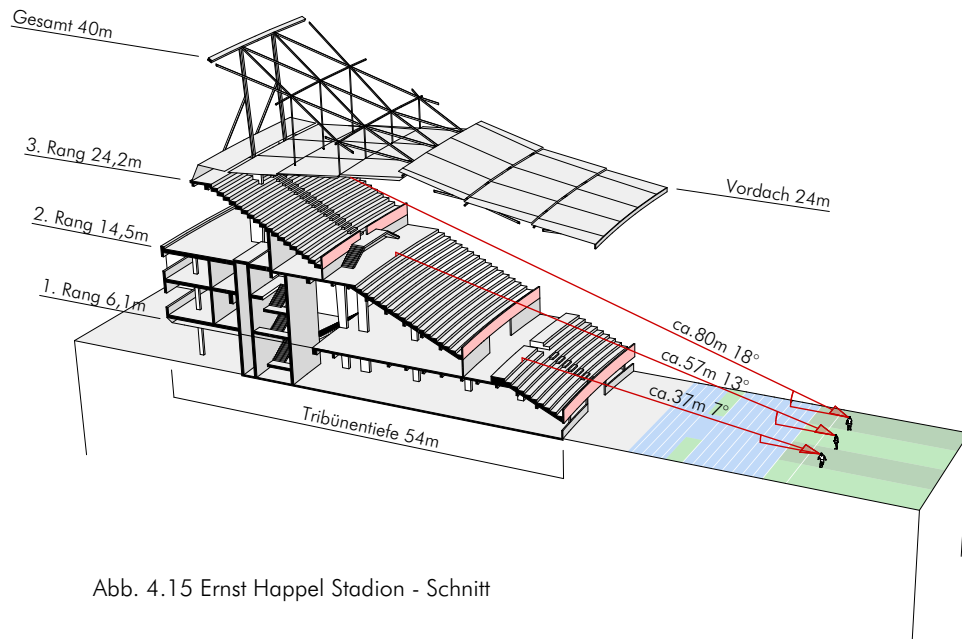 Gesamt 40m
3. Rang 24,2m
Vordach 24m
2. Rang 14,5m
1. Rang 6,1m
ca.80m 18°
ca.57m 13°
ca.37m 7°
Tribünentiefe 54m
Abb. 4.15 Ernst Happel Stadion - Schnitt